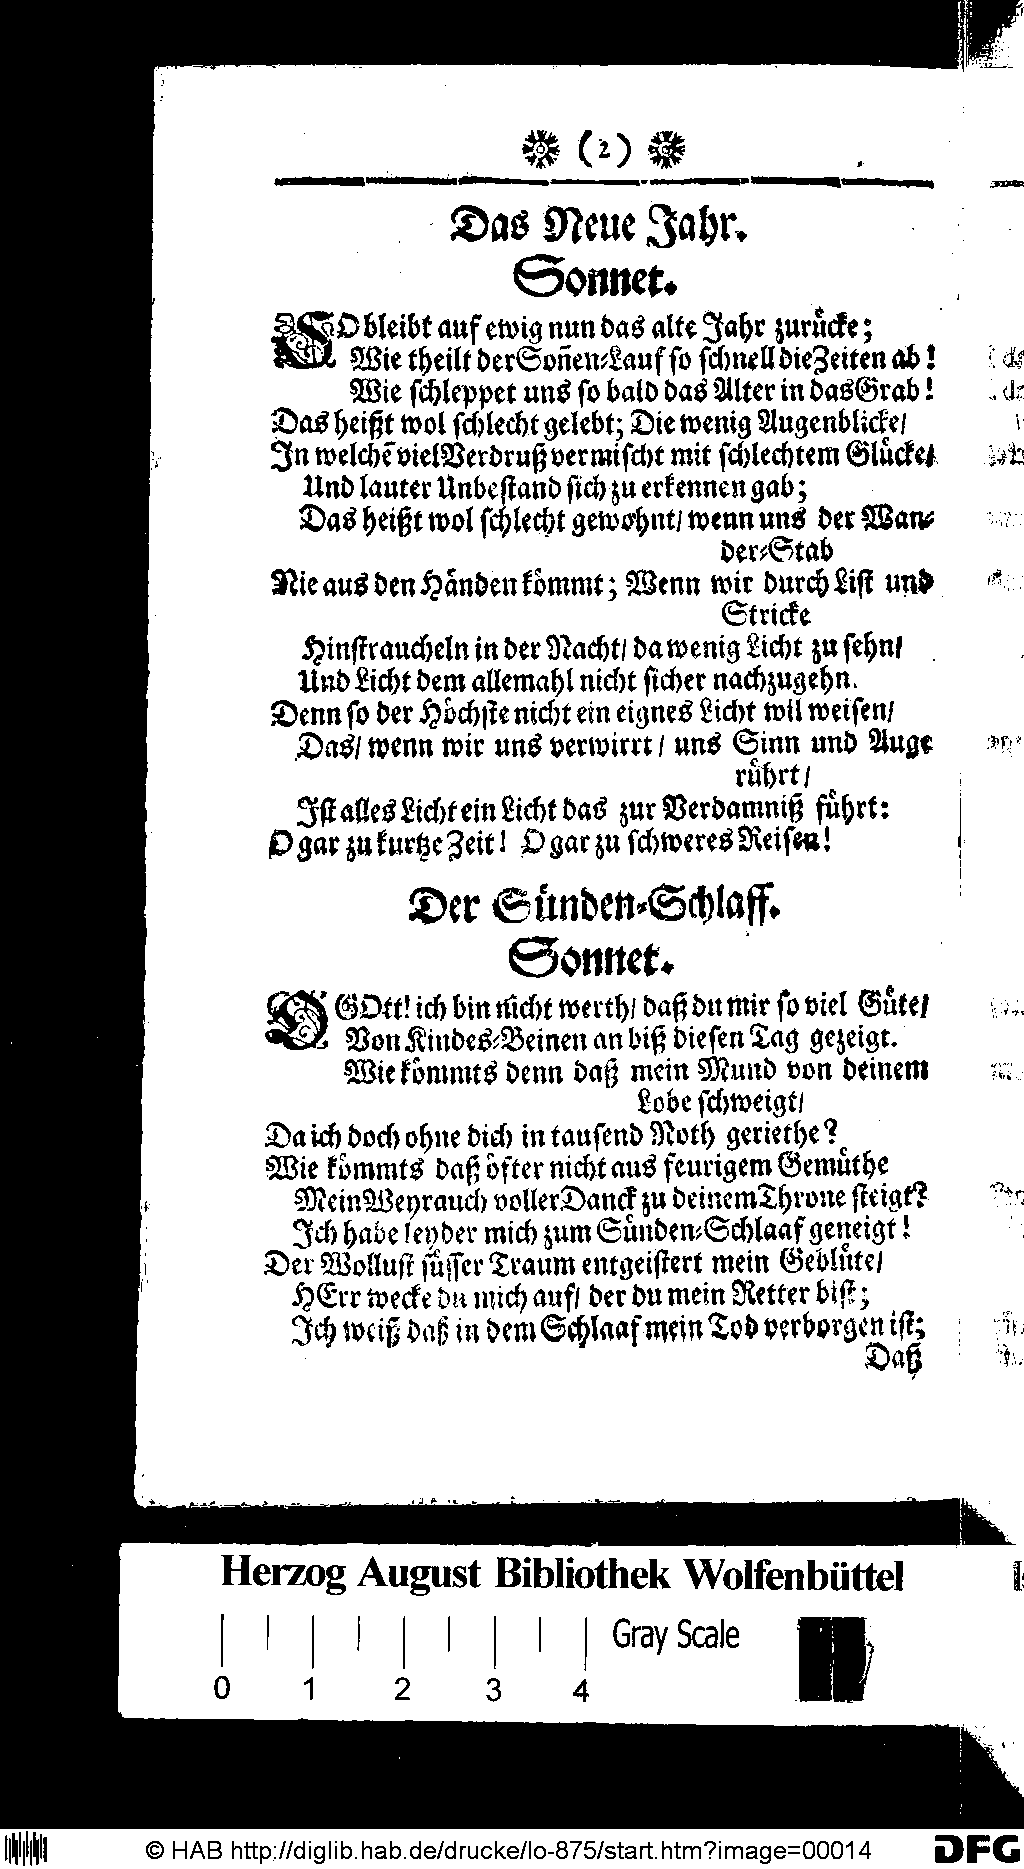 ❊ (2) ❊
Das Neue Jahr.
Sonnet.
SO bleibt auf ewig nun das alte Jahr zurücke;
Wie theilt der Soñen-Lauf so schnell die Zeiten ab!
Wie schleppet uns so bald das Alter in das Grab!
Das heißt wol schlecht gelebt; Die wenig Augenblicke/
In welchē viel Verdruß vermischt mit schlechtem Glücke/
Und lauter Unbestand sich zu erkennen gab;
Das heißt wol schlecht gewohnt/ wenn uns der Wan-
der-Stab
Nie aus den Händen kömmt; Wenn wir durch List und
Stricke
Hinstraucheln in der Nacht/ da wenig Licht zu sehn/
Und Licht dem allemahl nicht sicher nachzugehn.
Denn so der Höchste nicht ein eignes Licht wil weisen/
Das/ wenn wir uns verwirrt/ uns Sinn und Auge
rührt/
Ist alles Licht ein Licht das zur Verdamniß führt:
O gar zu kurtze Zeit! O gar zu schweres Reisen!
Der Sünden-Schlaff.
Sonnet.
O GOtt! ich bin nicht werth/ daß du mir so viel Güte/
Von Kindes-Beinen an biß diesen Tag gezeigt.
Wie kömmts denn daß mein Mund von deinem
Lobe schweigt/
Da ich doch ohne dich in tausend Noth geriethe?
Wie kömmts daß öfter nicht aus feurigem Gemüthe
Mein Weyrauch voller Danck zu deinem Throne steigt?
Ich habe leyder mich zum Sünden-Schlaaf geneigt!
Der Wollust süsser Traum entgeistert mein Geblüte/
HErr wecke du mich auf/ der du mein Retter bist;
Ich weiß daß in dem Schlaaf mein Tod verborgen ist;
Daß
Herzog August Bibliothek Wolfenbüttel
Gray Scale
0 1 2 3 4
© HAB http://diglib.hab.de/drucke/lo-875/start.htm?image=00014
DFG